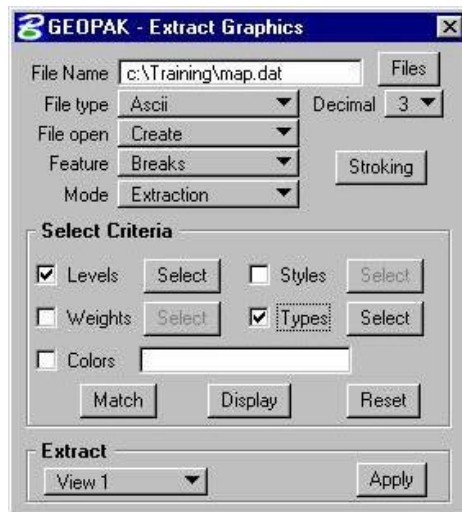 GEOPAK - Extract Graphics
File Name c:\Training\map.dat Files
File type Ascii Decimal 3
File open Create
Feature Breaks
Stroking
Mode Extraction
Select Criteria
Levels Select Styles Select
Weights Select Types Select
Colors
Match Display Reset
Extract
View 1 Apply